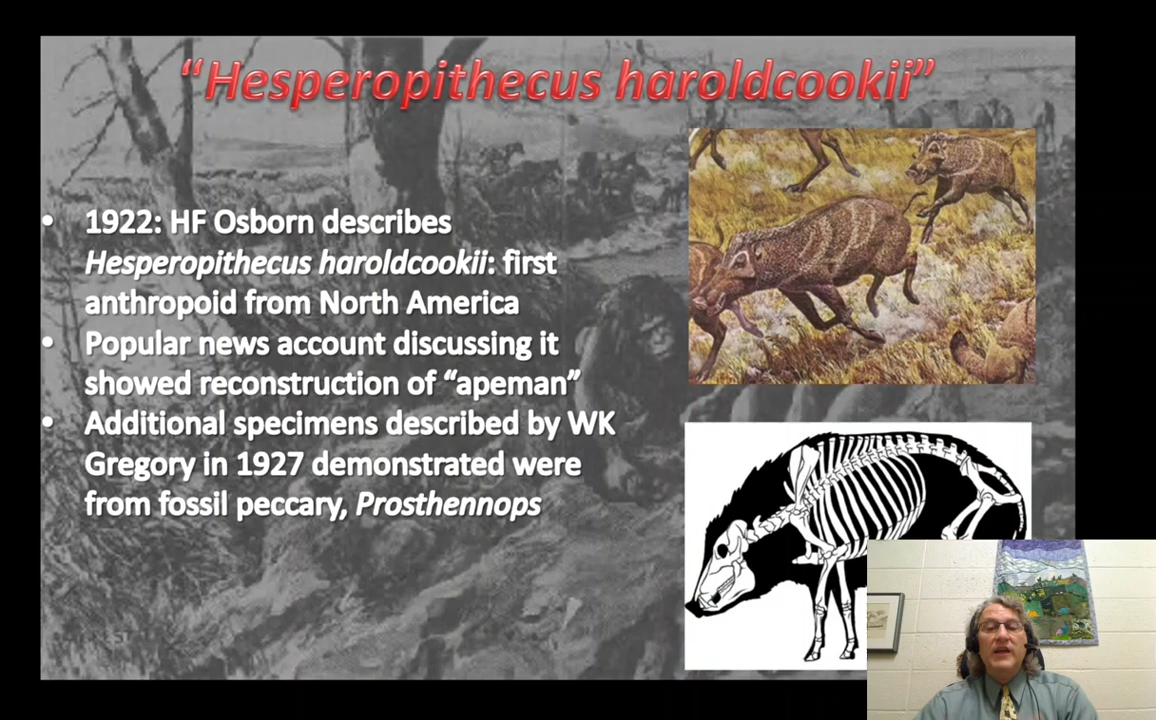 “Hesperopithecus haroldcookii”
• 1922: HF Osborn describes
Hesperopithecus haroldcookii: first
anthropoid from North America
• Popular news account discussing it
showed reconstruction of “apeman”
• Additional specimens described by WK
Gregory in 1927 demonstrated were
from fossil peccary, Prosthennops